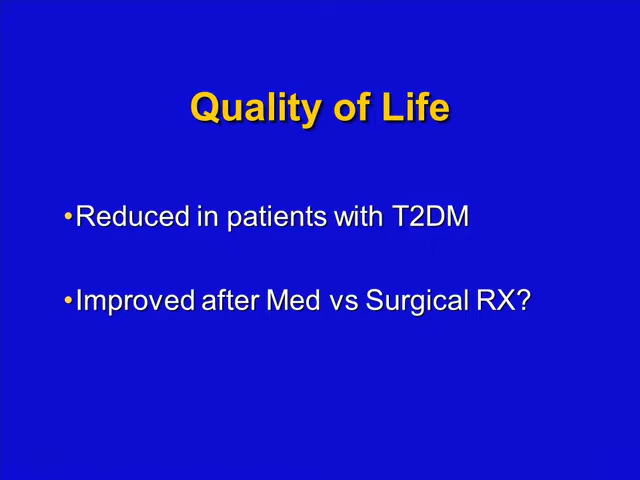 Quality of Life
•Reduced in patients with T2DM
•Improved after Med vs Surgical RX?